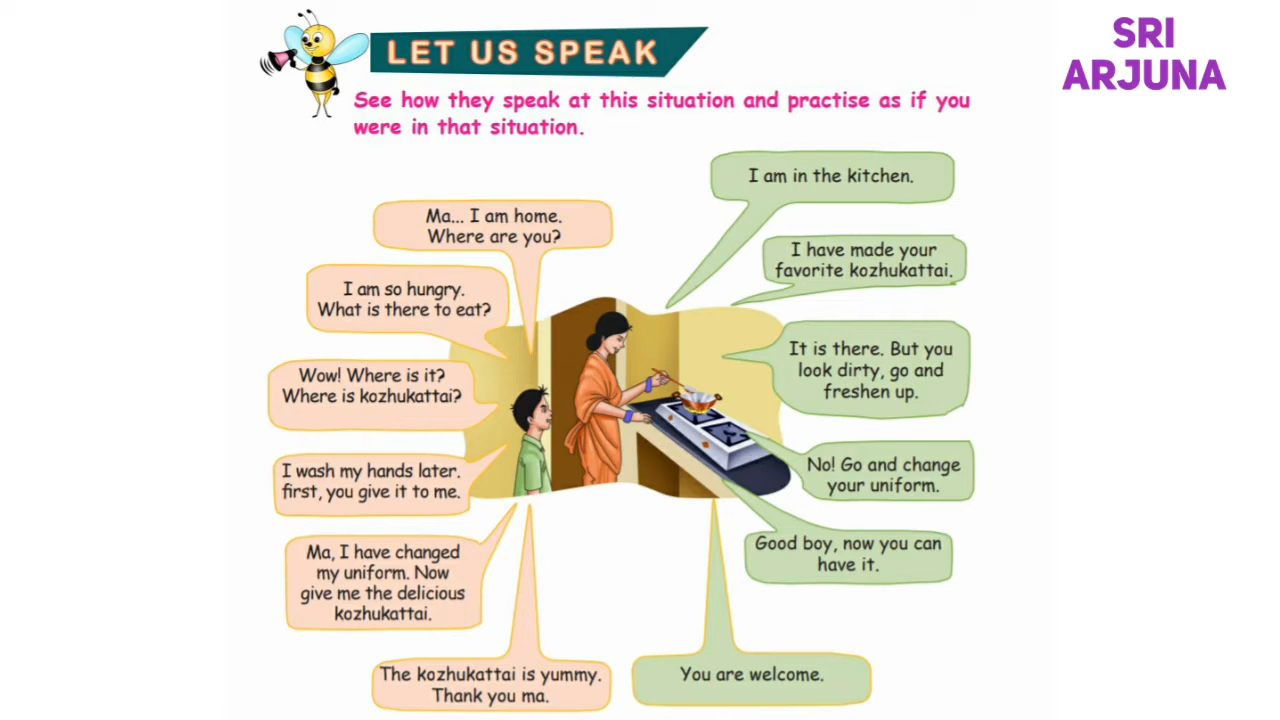 LET US SPEAK
SRI
ARJUNA
See how they speak at this situation and practise as if you
were in that situation.
Ma... I am home.
Where are you?
I am in the kitchen.
I am so hungry.
What is there to eat?
I have made your
favorite kozhukattai.
Wow! Where is it?
Where is kozhukattai?
It is there. But you
look dirty, go and
freshen up.
I wash my hands later.
first, you give it to me.
No! Go and change
your uniform.
Ma, I have changed
my uniform. Now
give me the delicious
kozhukattai.
Good boy, now you can
have it.
The kozhukattai is yummy.
Thank you ma.
You are welcome.